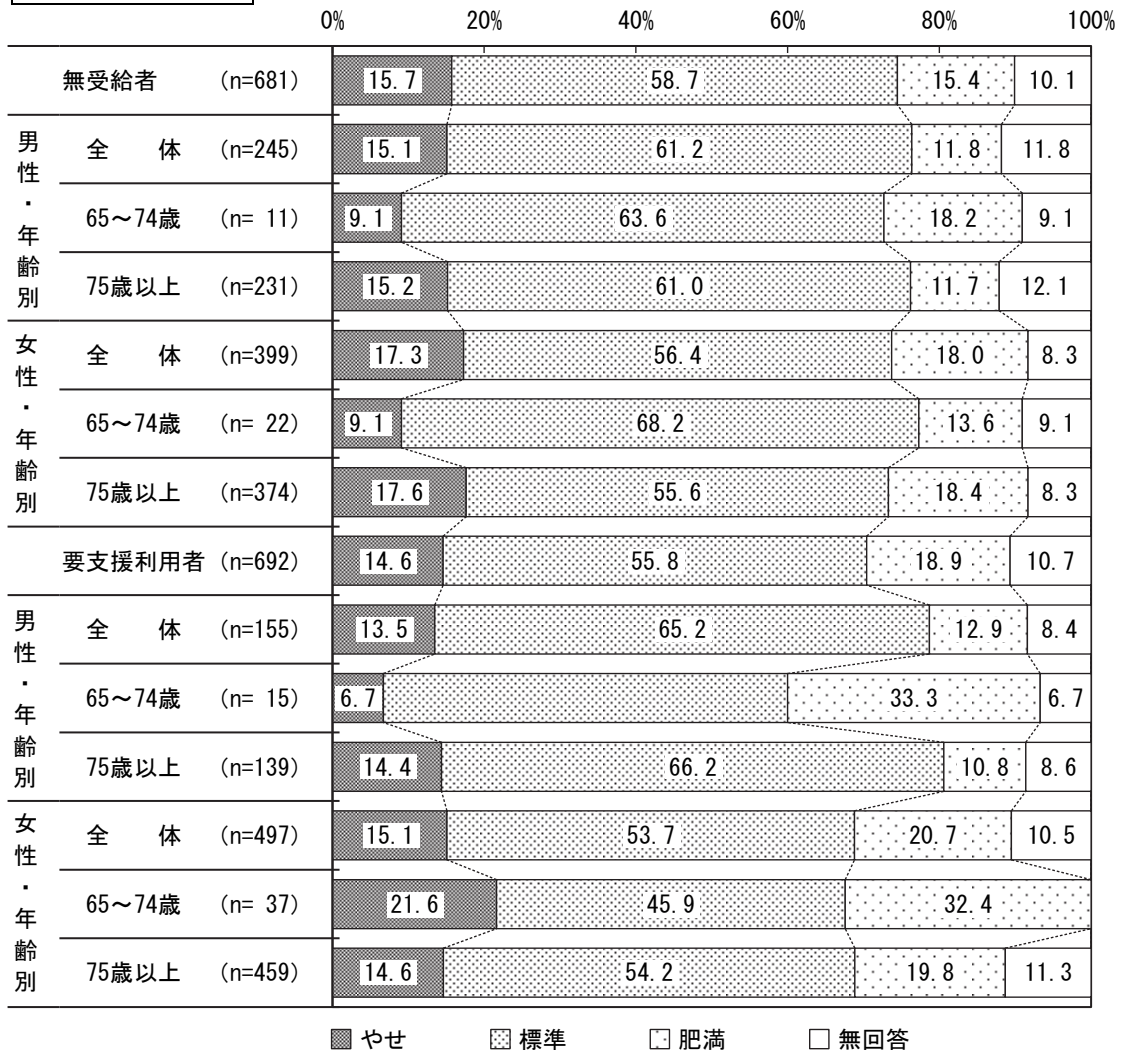 0% 20% 40% 60% 80% 100%
無受給者 (n=681) 15.7 58.7 15.4 10.1
男性・年齢別
全 体 (n=245) 15.1 61.2 11.8 11.8
65～74歳 (n= 11) 9.1 63.6 18.2 9.1
75歳以上 (n=231) 15.2 61.0 11.7 12.1
女性・年齢別
全 体 (n=399) 17.3 56.4 18.0 8.3
65～74歳 (n= 22) 9.1 68.2 13.6 9.1
75歳以上 (n=374) 17.6 55.6 18.4 8.3
要支援利用者 (n=692) 14.6 55.8 18.9 10.7
男性・年齢別
全 体 (n=155) 13.5 65.2 12.9 8.4
65～74歳 (n= 15) 6.7 33.3 6.7
75歳以上 (n=139) 14.4 66.2 10.8 8.6
女性・年齢別
全 体 (n=497) 15.1 53.7 20.7 10.5
65～74歳 (n= 37) 21.6 45.9 32.4
75歳以上 (n=459) 14.6 54.2 19.8 11.3
やせ 標準 肥満 無回答